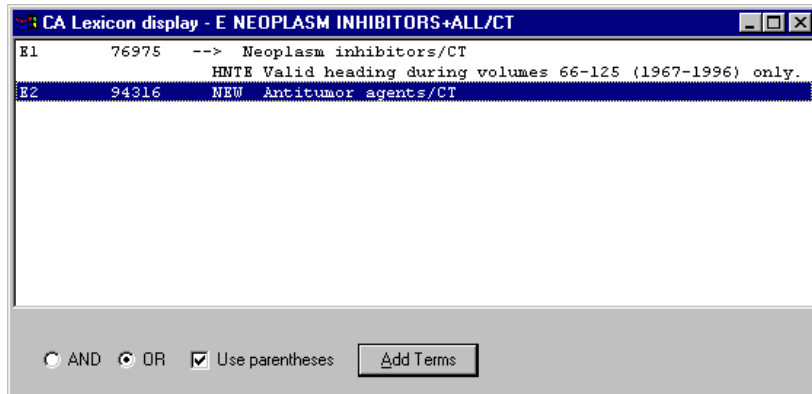 CA Lexicon display - E NEOPLASM INHIBITORS+ALL/CT
E1 76975 --> Neoplasm inhibitors/CT
HNTE Valid heading during volumes 66-125 (1967-1996) only.
E2 94316 NEW Antitumor agents/CT
AND OR Use parentheses Add Terms